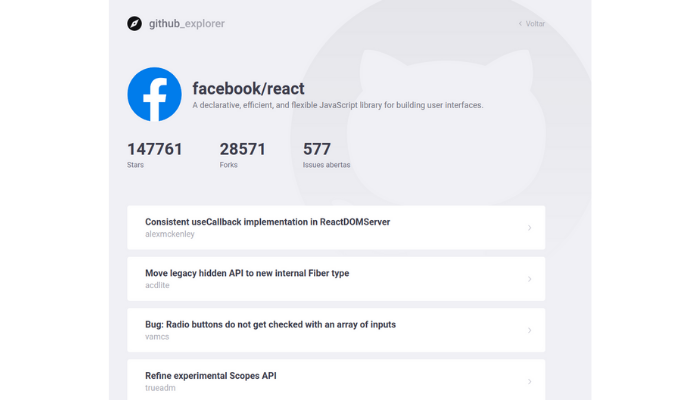 github_explorer
Voltar
facebook/react
A declarative, efficient, and flexible JavaScript library for building user interfaces.
147761 28571 577
Stars Forks Issues abertas
Consistent useCallback implementation in ReactDOMServer
alexmckenley
Move legacy hidden API to new internal Fiber type
acdlite
Bug: Radio buttons do not get checked with an array of inputs
vamcs
Refine experimental Scopes API
trueadm